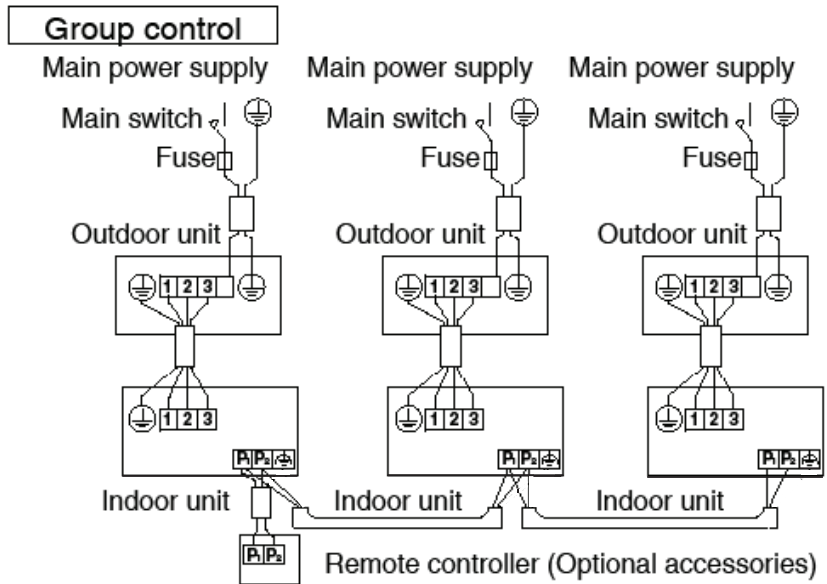 Group control
Main power supply Main power supply Main power supply
Main switch Main switch Main switch
Fuse Fuse Fuse
Outdoor unit Outdoor unit Outdoor unit
1 2 3 1 2 3 1 2 3
1 2 3 1 2 3 1 2 3
P₁ P₂ P₁ P₂ P₁ P₂
Indoor unit Indoor unit Indoor unit
P₁ P₂
Remote controller (Optional accessories)